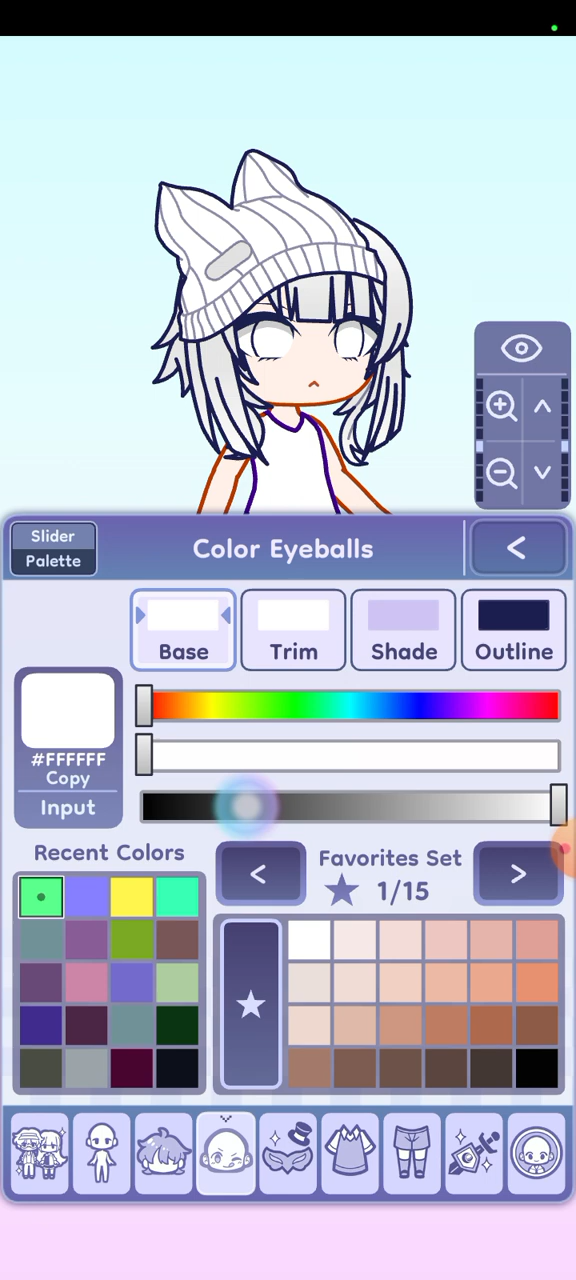 Slider
Palette
Color Eyeballs
<
Base
Trim
Shade
Outline
#FFFFFF
Copy
Input
Recent Colors
<
Favorites Set
1/15
>